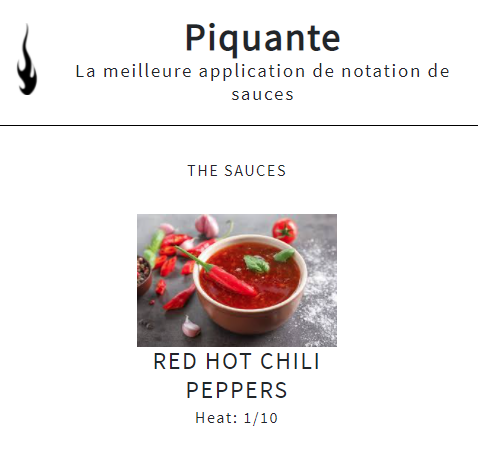 Piquante
La meilleure application de notation de
sauces
THE SAUCES
RED HOT CHILI
PEPPERS
Heat: 1/10